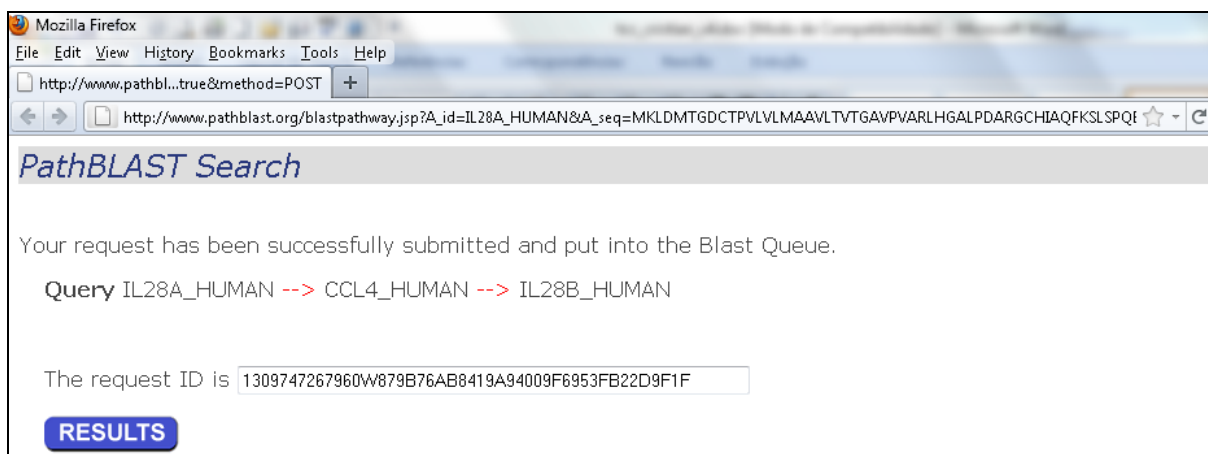 Mozilla Firefox
File Edit View History Bookmarks Tools Help
http://www.pathbl...true&method=POST +
http://www.pathblast.org/blastpathway.jsp?A_id=IL28A_HUMAN&A_seq=MKLDMTGDCTPVLVLMAAVLTVTGAVPVARLHGALPDARGCHIAQFKSLSPQE
PathBLAST Search
Your request has been successfully submitted and put into the Blast Queue.
Query IL28A_HUMAN --> CCL4_HUMAN --> IL28B_HUMAN
The request ID is 1309747267960W879B76AB8419A94009F6953FB22D9F1F
RESULTS